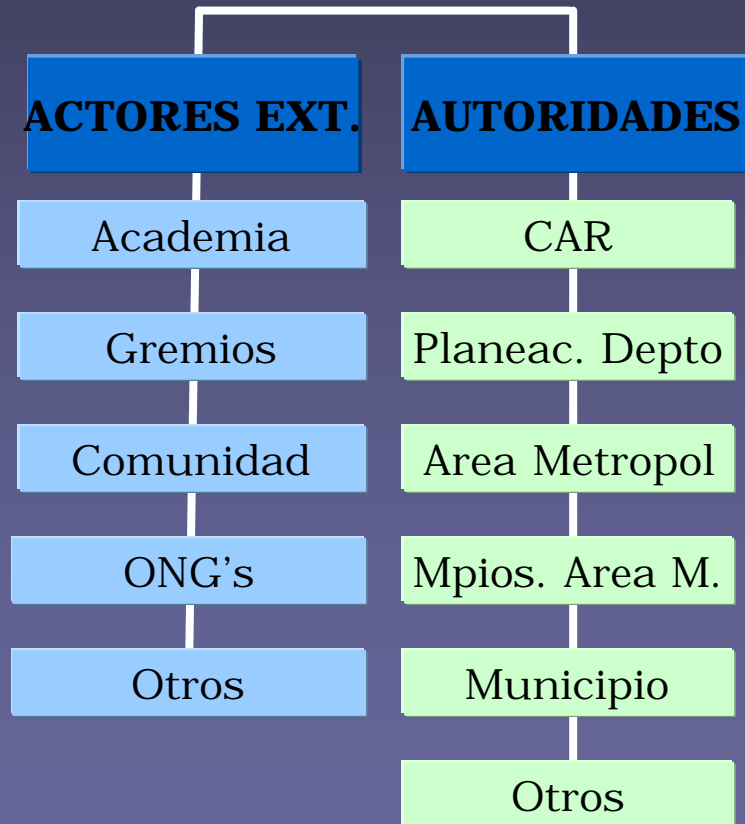 ACTORES EXT.
Academia
Gremios
Comunidad
ONG’s
Otros
AUTORIDADES
CAR
Planeac. Depto
Area Metropol
Mpios. Area M.
Municipio
Otros